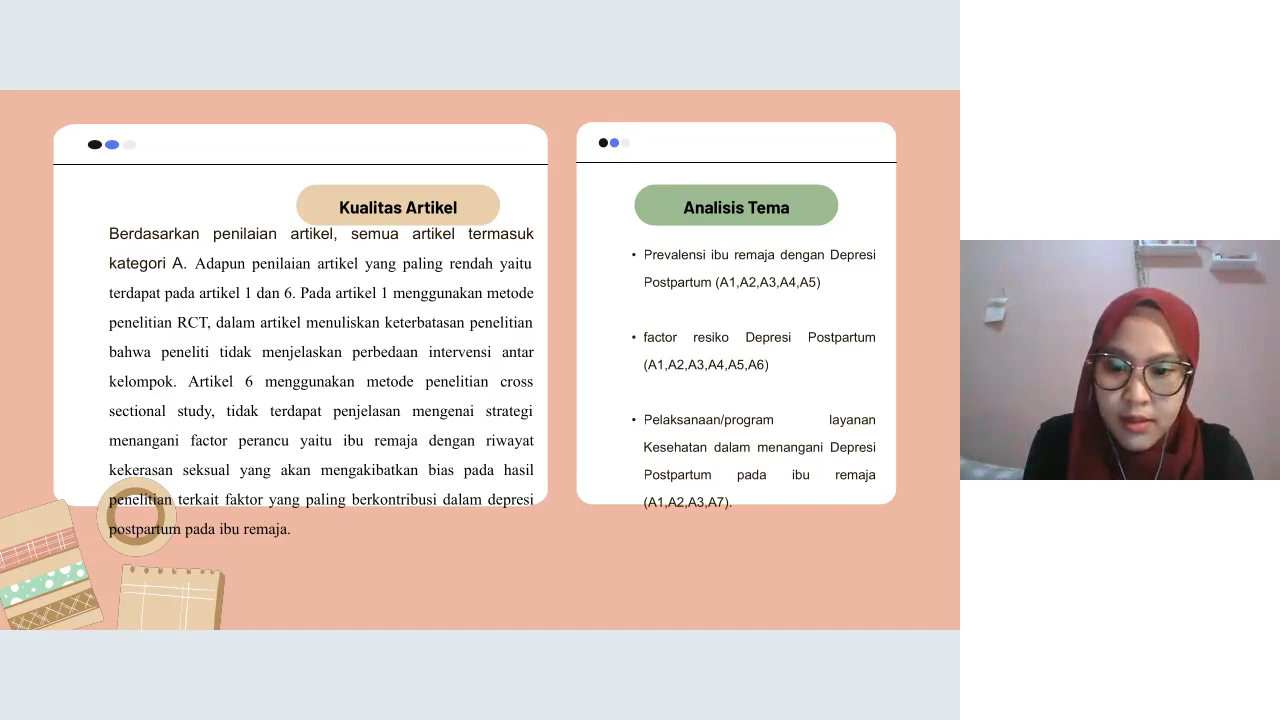 Kualitas Artikel
Berdasarkan penilaian artikel, semua artikel termasuk
kategori A. Adapun penilaian artikel yang paling rendah yaitu
terdapat pada artikel 1 dan 6. Pada artikel 1 menggunakan metode
penelitian RCT, dalam artikel menuliskan keterbatasan penelitian
bahwa peneliti tidak menjelaskan perbedaan intervensi antar
kelompok. Artikel 6 menggunakan metode penelitian cross
sectional study, tidak terdapat penjelasan mengenai strategi
menangani factor perancu yaitu ibu remaja dengan riwayat
kekerasan seksual yang akan mengakibatkan bias pada hasil
penelitian terkait faktor yang paling berkontribusi dalam depresi
postpartum pada ibu remaja.
Analisis Tema
• Prevalensi ibu remaja dengan Depresi
Postpartum (A1,A2,A3,A4,A5)
• factor resiko Depresi Postpartum
(A1,A2,A3,A4,A5,A6)
• Pelaksanaan/program layanan
Kesehatan dalam menangani Depresi
Postpartum pada ibu remaja
(A1,A2,A3,A7).